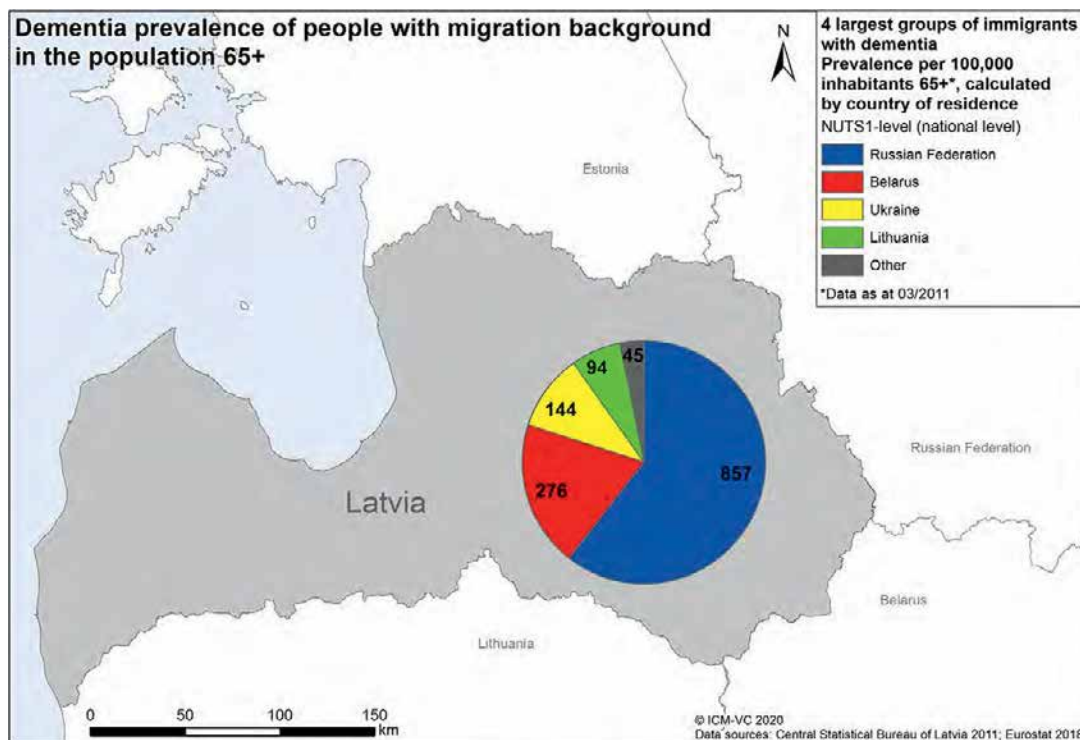 Dementia prevalence of people with migration background
in the population 65+
N
4 largest groups of immigrants
with dementia
Prevalence per 100,000
inhabitants 65+*, calculated
by country of residence
NUTS1-level (national level)
Russian Federation
Belarus
Ukraine
Lithuania
Other
*Data as at 03/2011
Estonia
45
94
144
857
276
Russian Federation
Latvia
Belarus
Lithuania
0 50 100 150
km
© ICM-VC 2020
Data sources: Central Statistical Bureau of Latvia 2011; Eurostat 2018